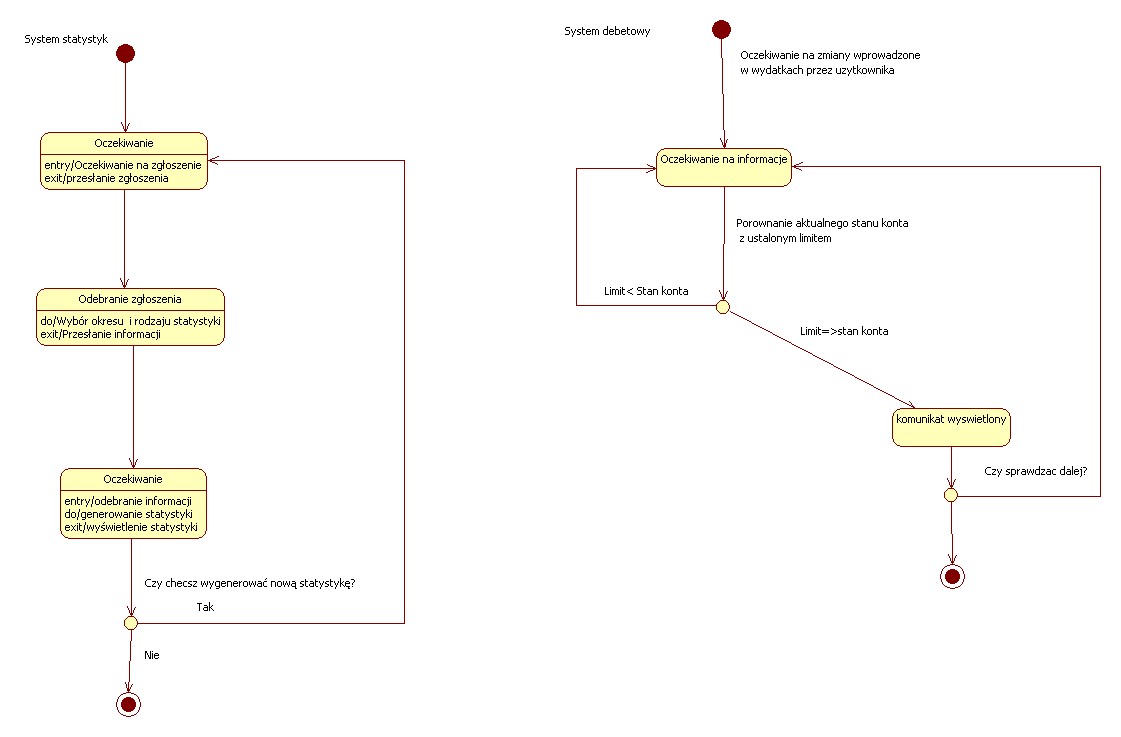 System statystyk
Oczekiwanie
entry/Oczekiwanie na zgłoszenie
exit/przesłanie zgłoszenia
Odebranie zgłoszenia
do/Wybór okresu  i rodzaju statystyki
exit/Przesłanie informacji
Oczekiwanie
entry/odebranie informacji
do/generowanie statystyki
exit/wyświetlenie statystyki
Czy checsz wygenerować nową statystykę?
Tak
Nie
System debetowy
Oczekiwanie na zmiany wprowadzone
w wydatkach przez uzytkownika
Oczekiwanie na informacje
Porownanie aktualnego stanu konta
z ustalonym limitem
Limit< Stan konta
Limit=>stan konta
komunikat wyswietlony
Czy sprawdzac dalej?